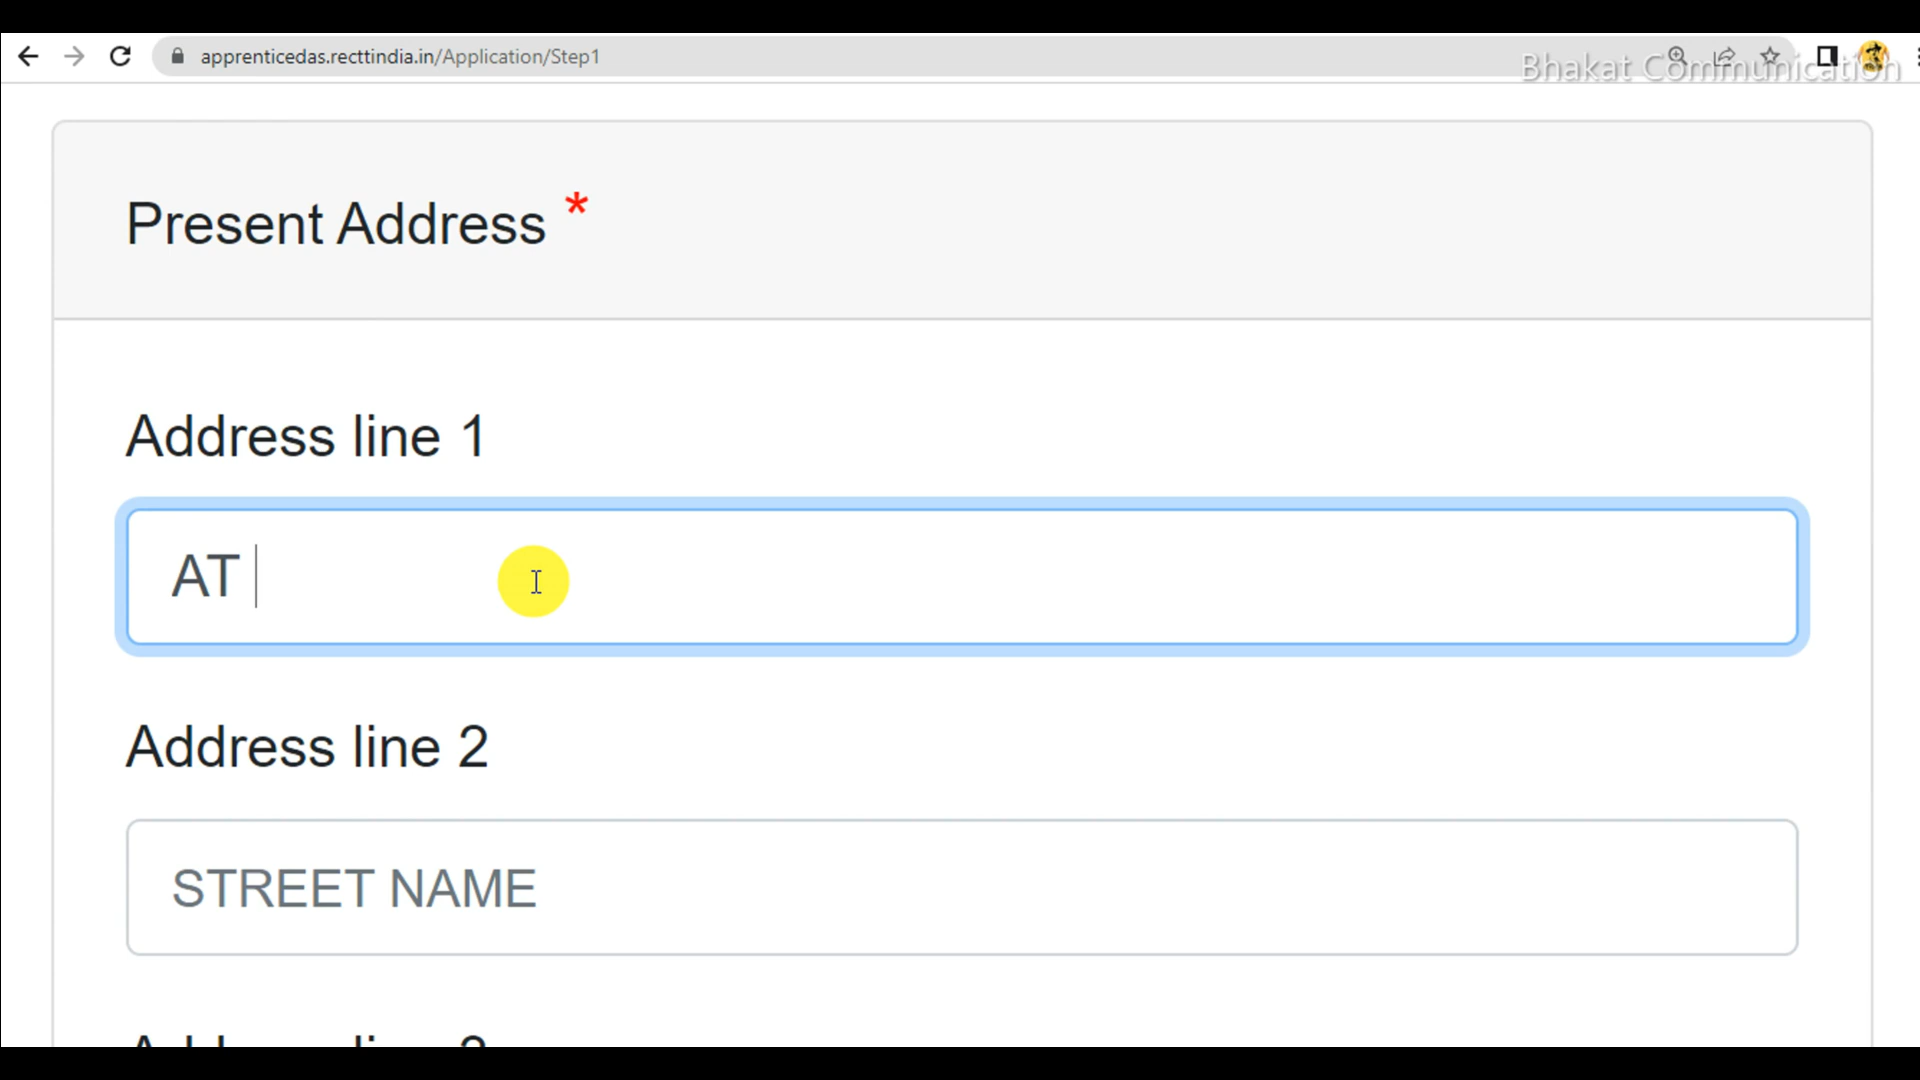 apprenticedas.recttindia.in/Application/Step1
Bhakat Communication
Present Address *
Address line 1
AT
Address line 2
STREET NAME